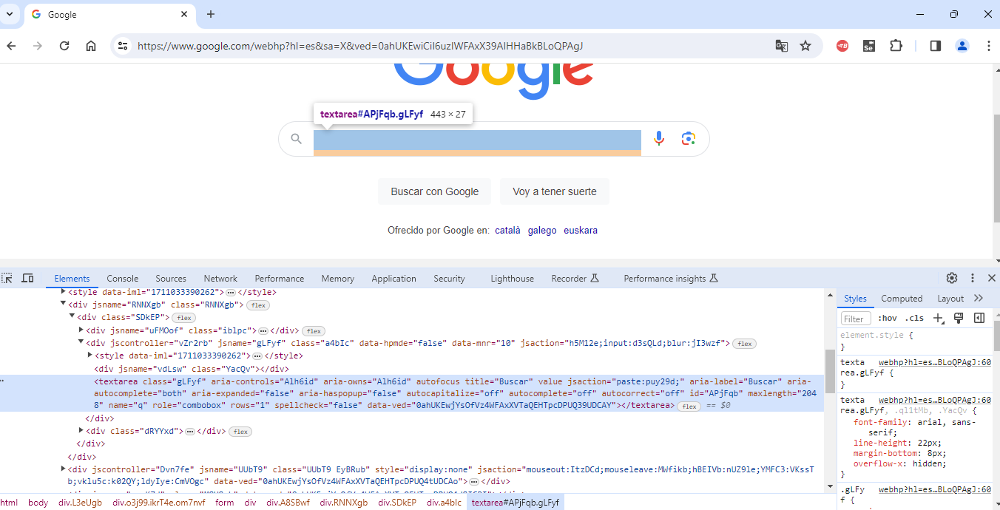 Google
https://www.google.com/webhp?hl=es&sa=X&ved=0ahUKEwiCiI6uzIWFAxX39AIHHaBkBLoQPAgJ
Google
textarea#APjFqb.gLFyf 443 × 27
Buscar con Google Voy a tener suerte
Ofrecido por Google en: català galego euskara
Elements Console Sources Network Performance Memory Application Security Lighthouse Recorder Performance insights
<style data-iml="1711033390262"> </style>
<div jsname="RNNXgb" class="RNNXgb"> flex
<div class="SDkEP"> flex
<div jsname="uFMOof" class="iblpc"> </div> flex
<div jscontroller="vZr2rb" jsname="gLFyf" class="a4bIc" data-hpmde="false" data-mnr="10" jsaction="h5M12e;input:d3sQLd;blur:jI3wzf"> flex
<style data-iml="1711033390262"> </style>
<div jsname="vdLsw" class="YacQv"></div>
<textarea class="gLFyf" aria-controls="Alh6id" aria-owns="Alh6id" autofocus title="Buscar" value jsaction="paste:puy29d;" aria-label="Buscar" aria-
autocomplete="both" aria-expanded="false" aria-haspopup="false" autocapitalize="off" autocomplete="off" autocorrect="off" id="APjFqb" maxlength="204
8" name="q" role="combobox" rows="1" spellcheck="false" data-ved="0ahUKEwjYsOfVz4WFAxXVTaQEHTpcDPUQ39UDCAY"></textarea> flex == $0
</div>
<div class="dRYYxd"> </div> flex
</div>
</div>
<div jscontroller="Dvn7fe" jsname="UUbT9" class="UUbT9 EyBRub" style="display:none" jsaction="mouseout:ItzDCd;mouseleave:MWfikb;hBEIVb:nUZ9le;YMFC3:VKssT
b;vklu5c:k02QY;ldyIye:CmVOgc" data-ved="0ahUKEwjYsOfVz4WFAxXVTaQEHTpcDPUQ4tUDCAo"> </div>
html body div.L3eUgb div.o3j99.ikrT4e.om7nvf form div div.A8SBwf div.RNNXgb div.SDkEP div.a4bIc textarea#APjFqb.gLFyf
Styles Computed Layout
Filter :hov .cls
element.style {
}
texta webhp?hl=es…BLoQPAgJ:60
rea.gLFyf {
}
texta webhp?hl=es…BLoQPAgJ:60
rea.gLFyf, .ql1tMb, .YacQv {
font-family: arial, sans-
serif;
line-height: 22px;
margin-bottom: 8px;
overflow-x: hidden;
}
.gLFy webhp?hl=es…BLoQPAgJ:60
f {